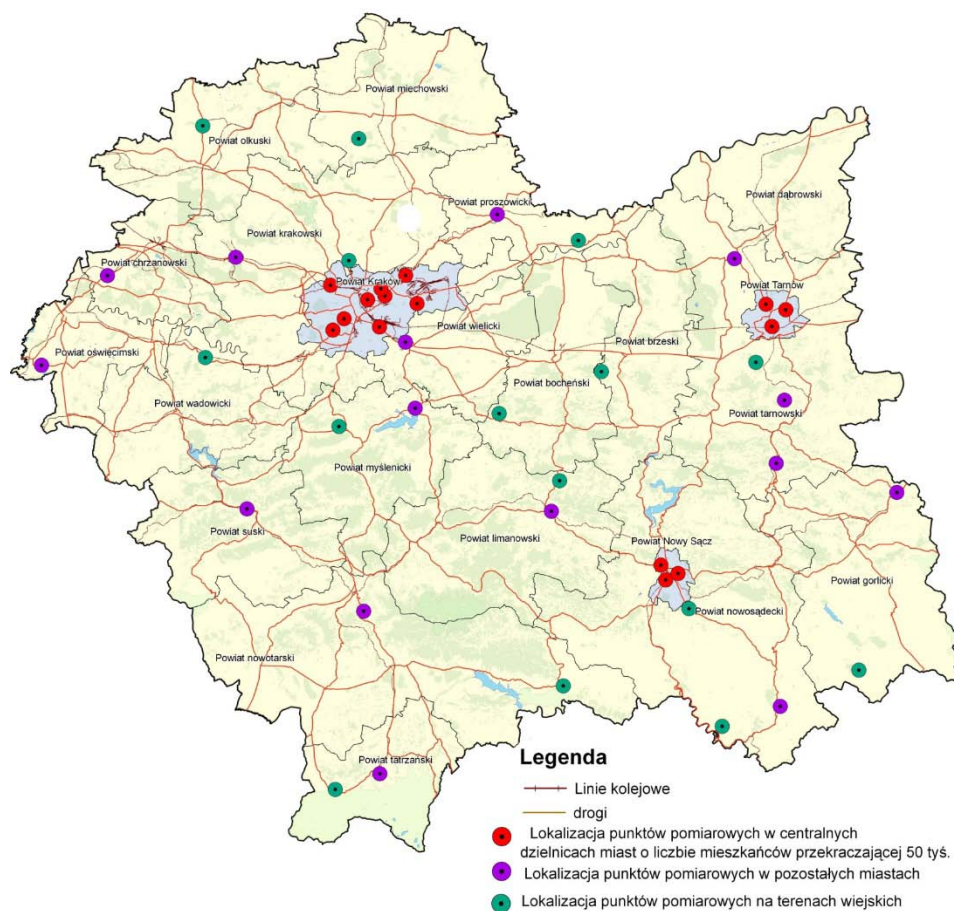 Powiat miechowski
Powiat olkuski
Powiat dąbrowski
Powiat proszowicki
Powiat krakowski
Powiat chrzanowski
Powiat Kraków
Powiat Tarnów
Powiat wielicki
Powiat brzeski
Powiat oświęcimski
Powiat bocheński
Powiat wadowicki
Powiat tarnowski
Powiat myślenicki
Powiat suski
Powiat limanowski
Powiat Nowy Sącz
Powiat gorlicki
Powiat nowosądecki
Powiat nowotarski
Powiat tatrzański
Legenda
Linie kolejowe
drogi
Lokalizacja punktów pomiarowych w centralnych
dzielnicach miast o liczbie mieszkańców przekraczającej 50 tyś.
Lokalizacja punktów pomiarowych w pozostałych miastach
Lokalizacja punktów pomiarowych na terenach wiejskich